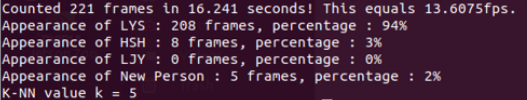 Counted 221 frames in 16.241 seconds! This equals 13.6075fps.
Appearance of LYS : 208 frames, percentage : 94%
Appearance of HSH : 8 frames, percentage : 3%
Appearance of LJY : 0 frames, percentage : 0%
Appearance of New Person : 5 frames, percentage : 2%
K-NN value k = 5